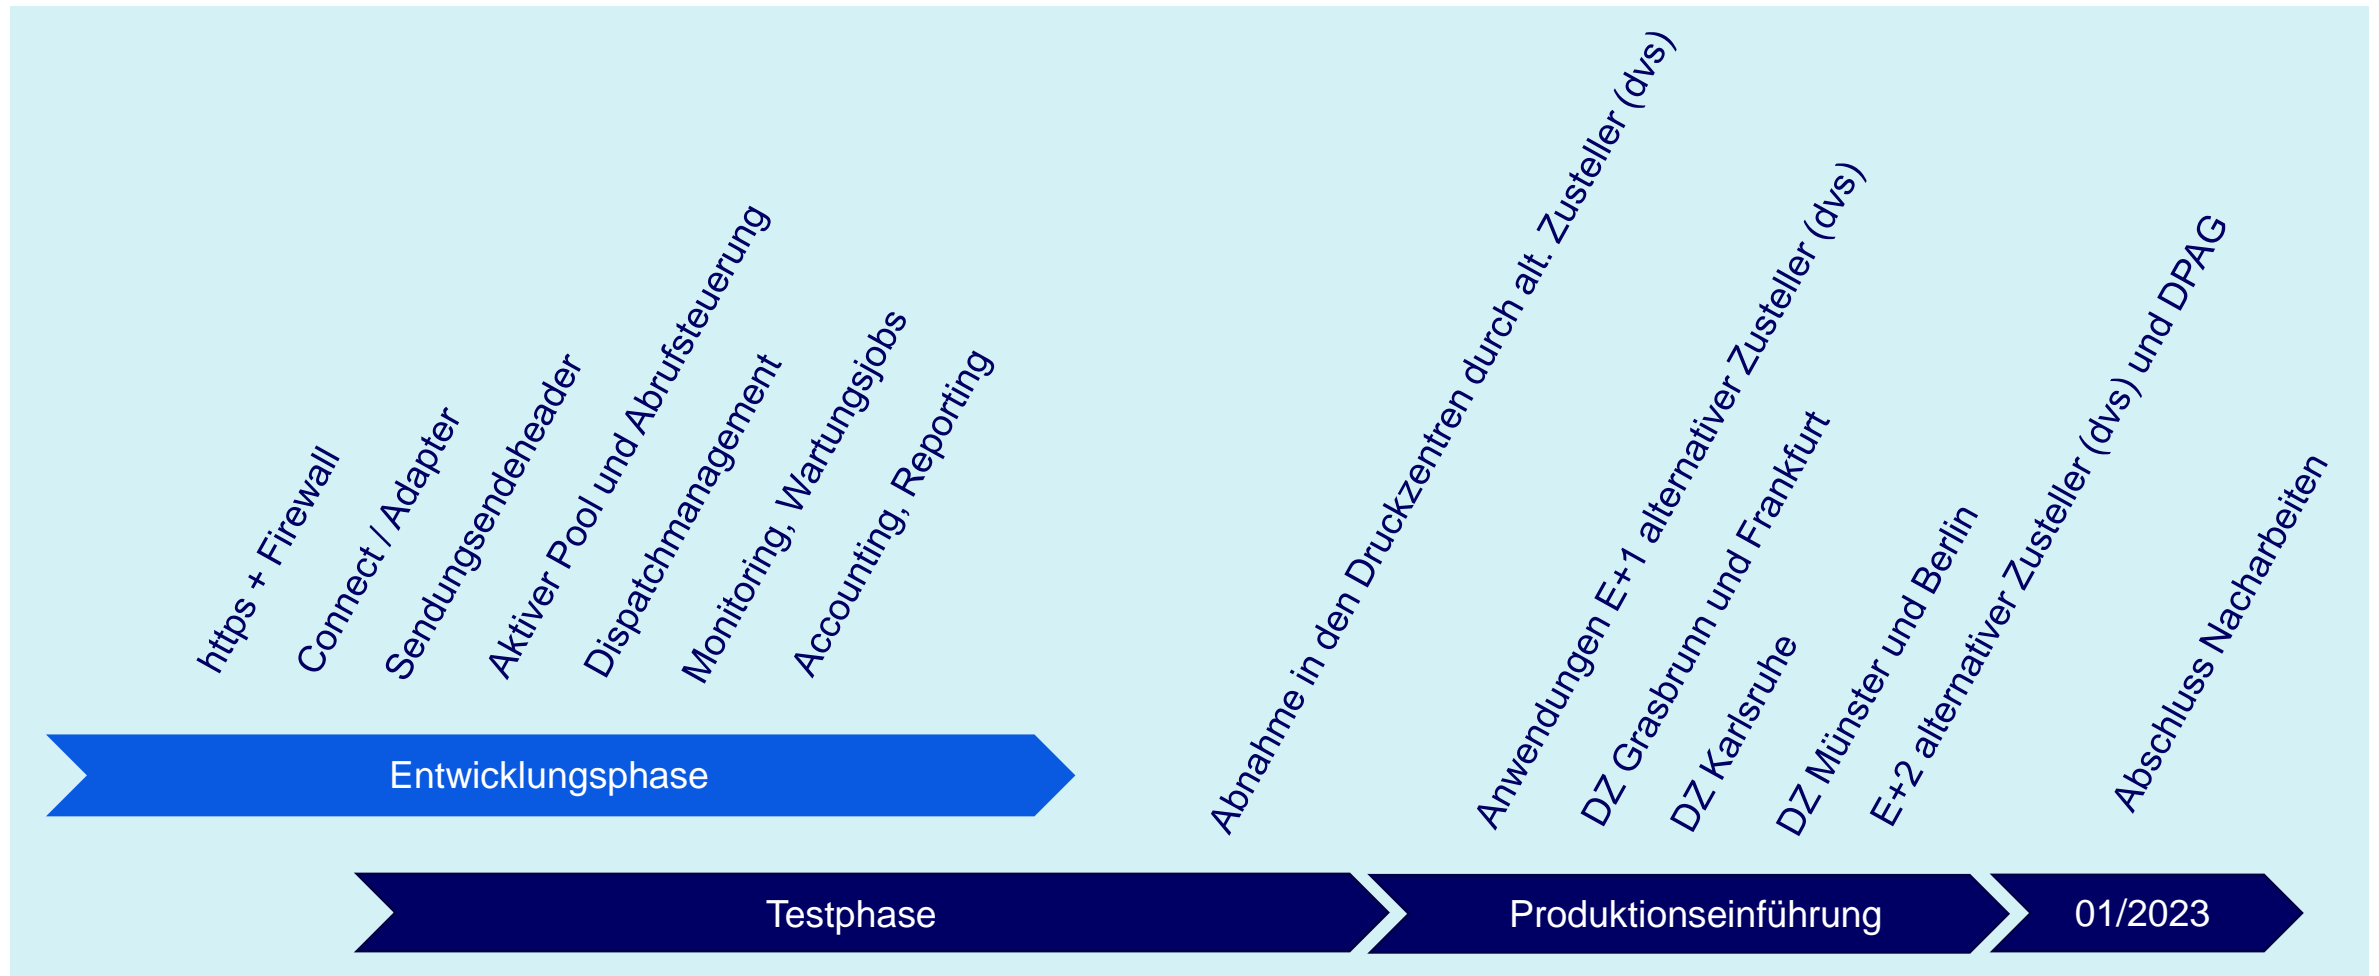 https + Firewall
Connect / Adapter
Sendungsendeheader
Aktiver Pool und Abrufsteuerung
Dispatchmanagement
Monitoring, Wartungsjobs
Accounting, Reporting
Abnahme in den Druckzentren durch alt. Zusteller (dvs)
Anwendungen E+1 alternativer Zusteller (dvs)
DZ Grasbrunn und Frankfurt
DZ Karlsruhe
DZ Münster und Berlin
E+2 alternativer Zusteller (dvs) und DPAG
Abschluss Nacharbeiten
Entwicklungsphase
Testphase
Produktionseinführung
01/2023